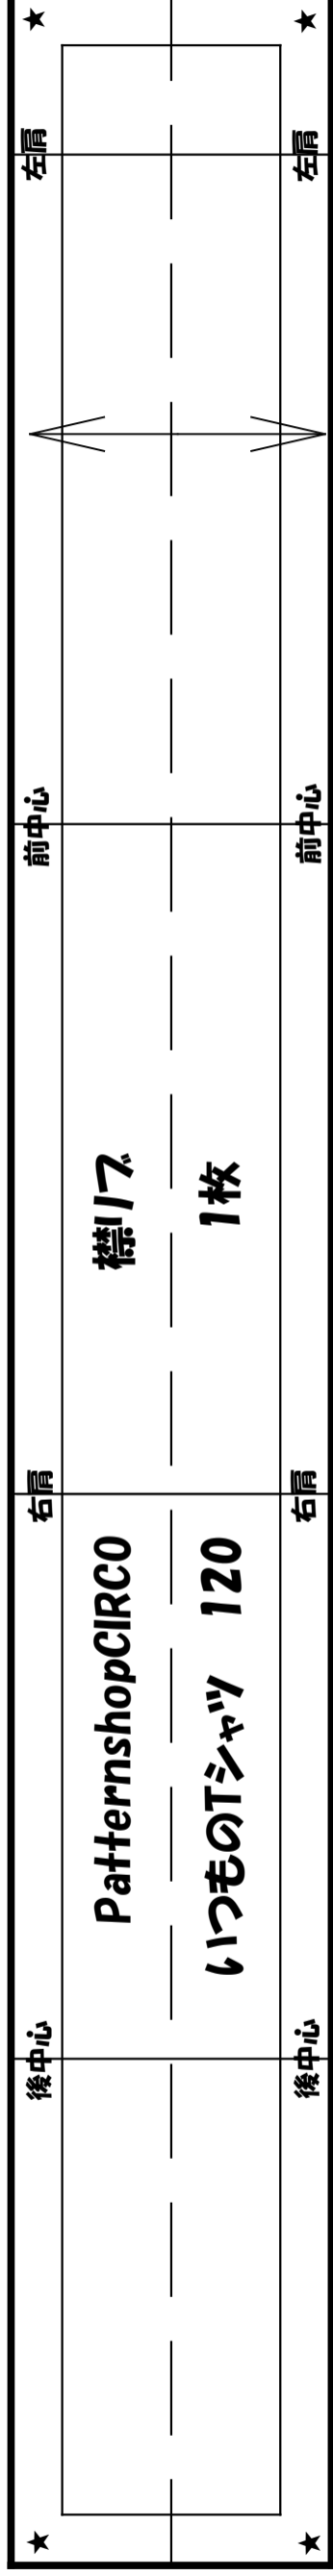 ★ ★
左肩 左肩
前中心 前中心
襟リブ
1枚
右肩 右肩
PatternshopCIRCO
いつものTシャツ 120
後中心 後中心
★ ★